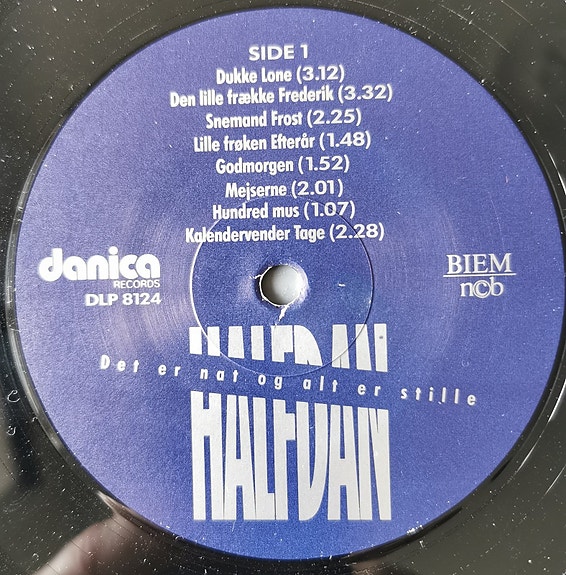 SIDE 1
Dukke Lone (3.12)
Den lille frække Frederik (3.32)
Snemand Frost (2.25)
Lille frøken Efterår (1.48)
Godmorgen (1.52)
Mejserne (2.01)
Hundred mus (1.07)
Kalendervender Tage (2.28)
danica
RECORDS
DLP 8124
BIEM
n©b
HALFDAN
Det er nat og alt er stille
HALFDAN